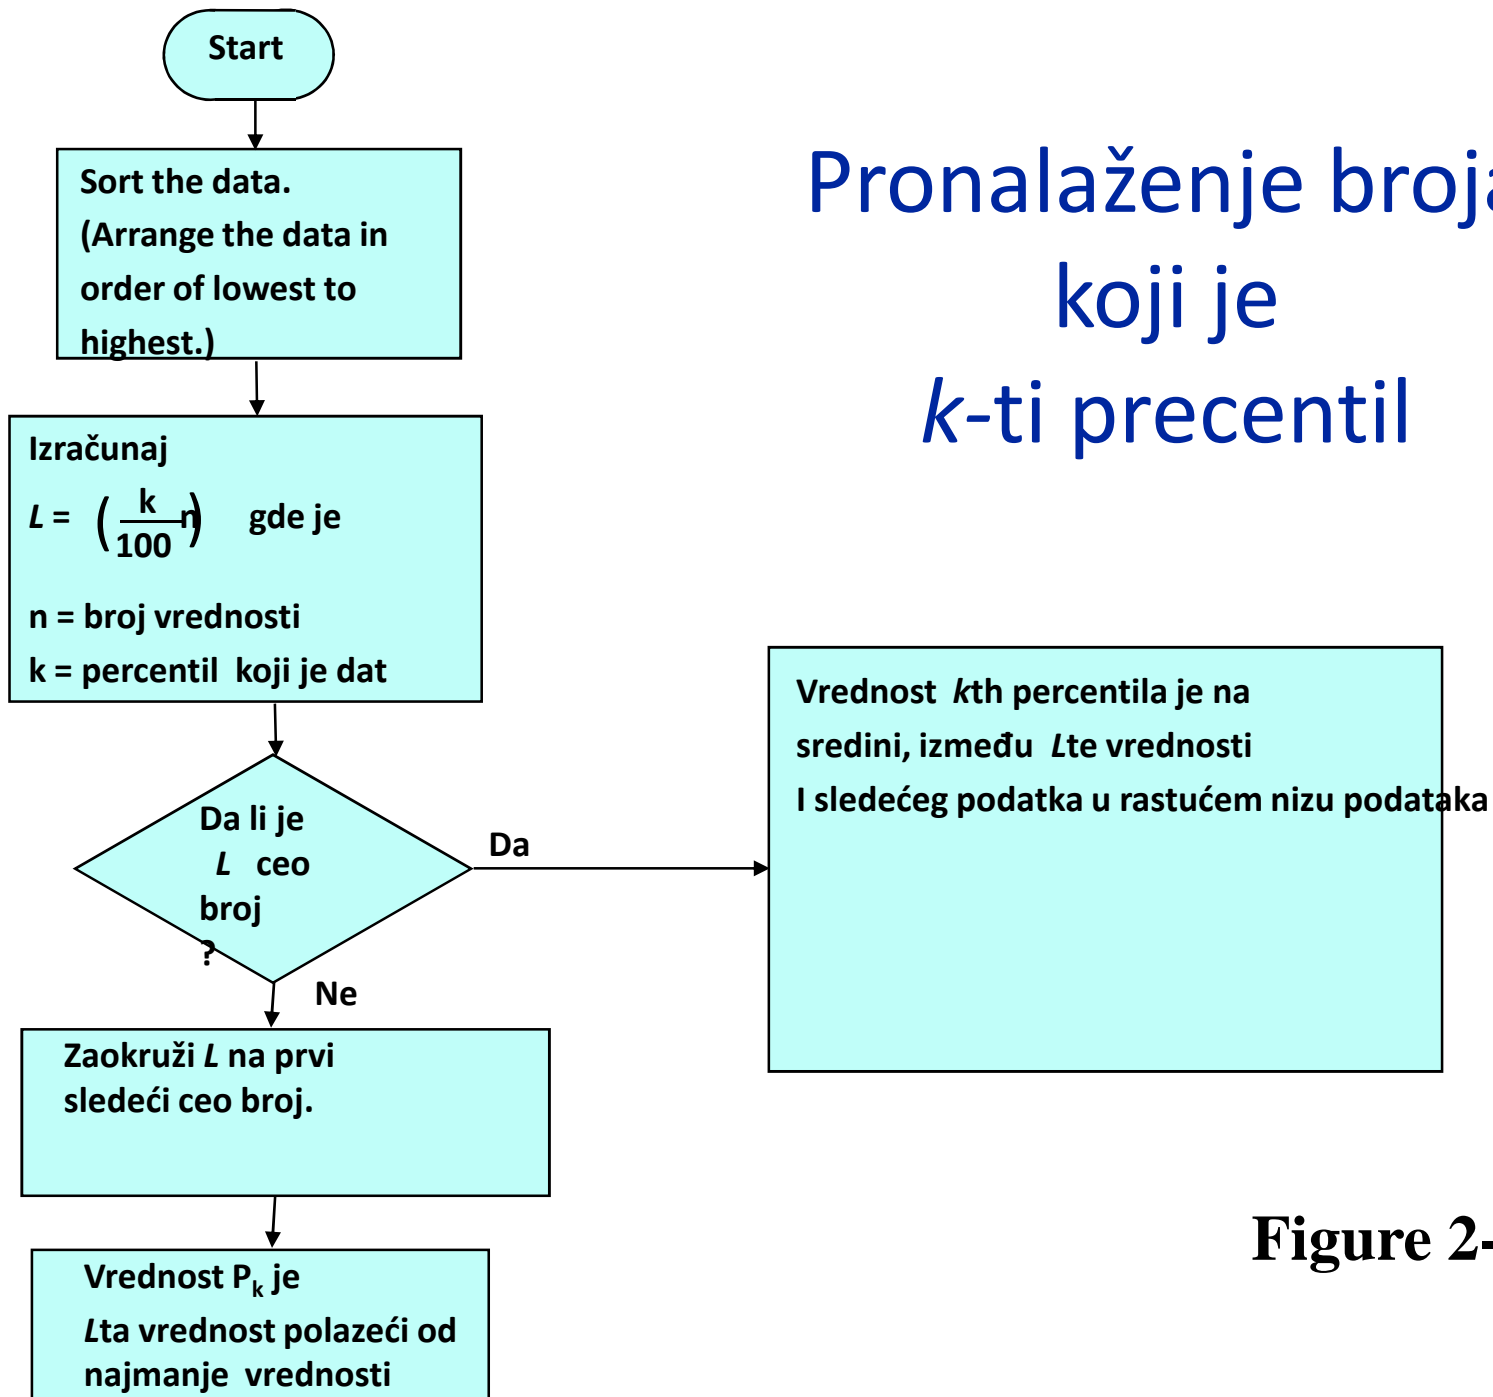 Start
Sort the data.
(Arrange the data in
order of lowest to
highest.)
Pronalaženje broja
koji je
k-ti precentil
Izračunaj
L = ( k/100 n ) gde je
n = broj vrednosti
k = percentil koji je dat
Da li je
L ceo
broj
?
Da
Vrednost kth percentila je na
sredini, između Lte vrednosti
I sledećeg podatka u rastućem nizu podataka
Ne
Zaokruži L na prvi
sledeći ceo broj.
Vrednost Pk je
Lta vrednost polazeći od
najmanje vrednosti
Figure 2-